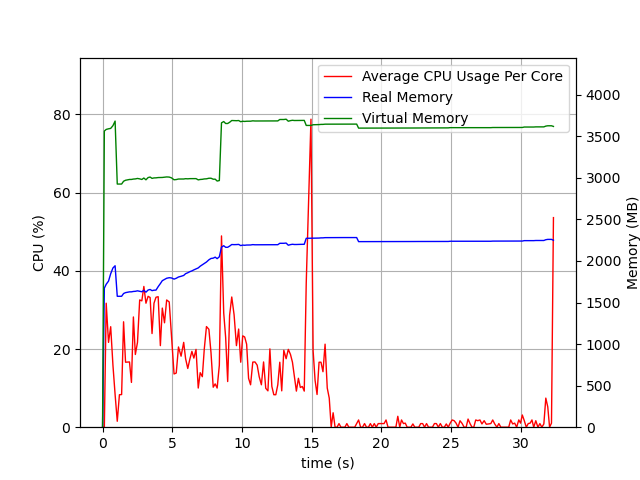 Average CPU Usage Per Core
Real Memory
Virtual Memory
CPU (%)
80
60
40
20
0
4000
3500
3000
2500
2000
1500
1000
500
0
Memory (MB)
0 5 10 15 20 25 30
time (s)